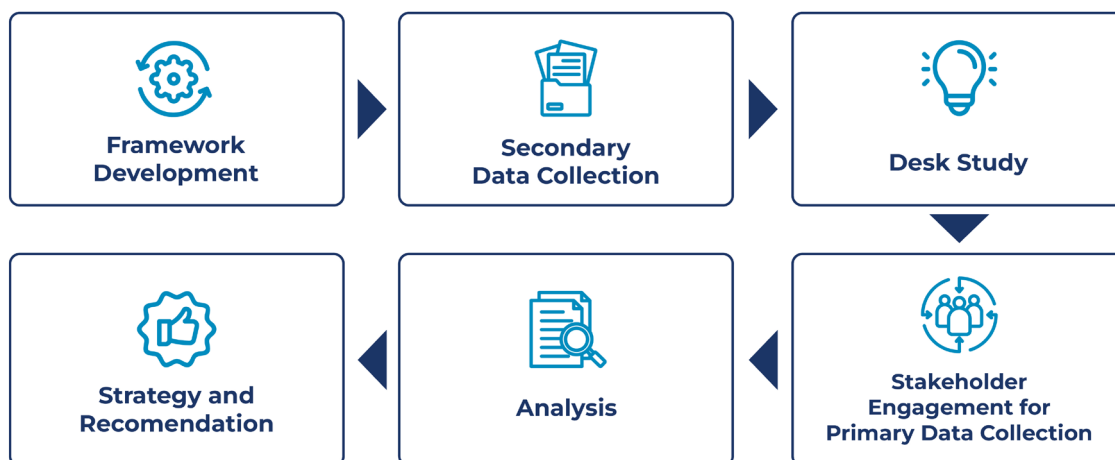 Framework
Development
Secondary
Data Collection
Desk Study
Stakeholder
Engagement for
Primary Data Collection
Analysis
Strategy and
Recomendation